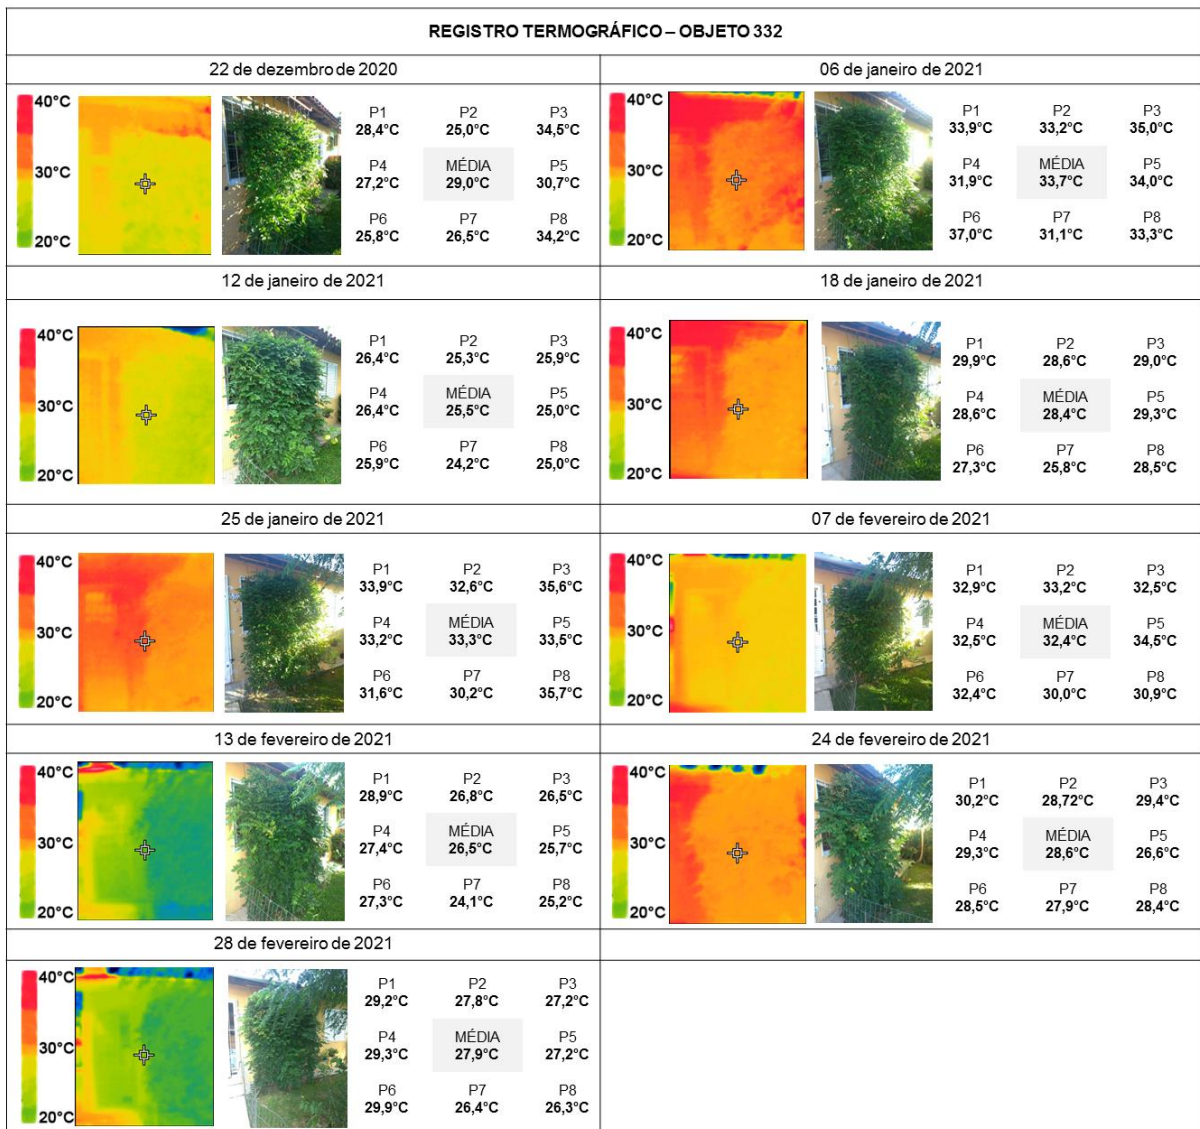 REGISTRO TERMOGRÁFICO – OBJETO 332
22 de dezembro de 2020
40°C
30°C
20°C
P1 P2 P3
28,4°C 25,0°C 34,5°C
P4 MÉDIA P5
27,2°C 29,0°C 30,7°C
P6 P7 P8
25,8°C 26,5°C 34,2°C
06 de janeiro de 2021
40°C
30°C
20°C
P1 P2 P3
33,9°C 33,2°C 35,0°C
P4 MÉDIA P5
31,9°C 33,7°C 34,0°C
P6 P7 P8
37,0°C 31,1°C 33,3°C
12 de janeiro de 2021
40°C
30°C
20°C
P1 P2 P3
26,4°C 25,3°C 25,9°C
P4 MÉDIA P5
26,4°C 25,5°C 25,0°C
P6 P7 P8
25,9°C 24,2°C 25,0°C
18 de janeiro de 2021
40°C
30°C
20°C
P1 P2 P3
29,9°C 28,6°C 29,0°C
P4 MÉDIA P5
28,6°C 28,4°C 29,3°C
P6 P7 P8
27,3°C 25,8°C 28,5°C
25 de janeiro de 2021
40°C
30°C
20°C
P1 P2 P3
33,9°C 32,6°C 35,6°C
P4 MÉDIA P5
33,2°C 33,3°C 33,5°C
P6 P7 P8
31,6°C 30,2°C 35,7°C
07 de fevereiro de 2021
40°C
30°C
20°C
P1 P2 P3
32,9°C 33,2°C 32,5°C
P4 MÉDIA P5
32,5°C 32,4°C 34,5°C
P6 P7 P8
32,4°C 30,0°C 30,9°C
13 de fevereiro de 2021
40°C
30°C
20°C
P1 P2 P3
28,9°C 26,8°C 26,5°C
P4 MÉDIA P5
27,4°C 26,5°C 25,7°C
P6 P7 P8
27,3°C 24,1°C 25,2°C
24 de fevereiro de 2021
40°C
30°C
20°C
P1 P2 P3
30,2°C 28,72°C 29,4°C
P4 MÉDIA P5
29,3°C 28,6°C 26,6°C
P6 P7 P8
28,5°C 27,9°C 28,4°C
28 de fevereiro de 2021
40°C
30°C
20°C
P1 P2 P3
29,2°C 27,8°C 27,2°C
P4 MÉDIA P5
29,3°C 27,9°C 27,2°C
P6 P7 P8
29,9°C 26,4°C 26,3°C